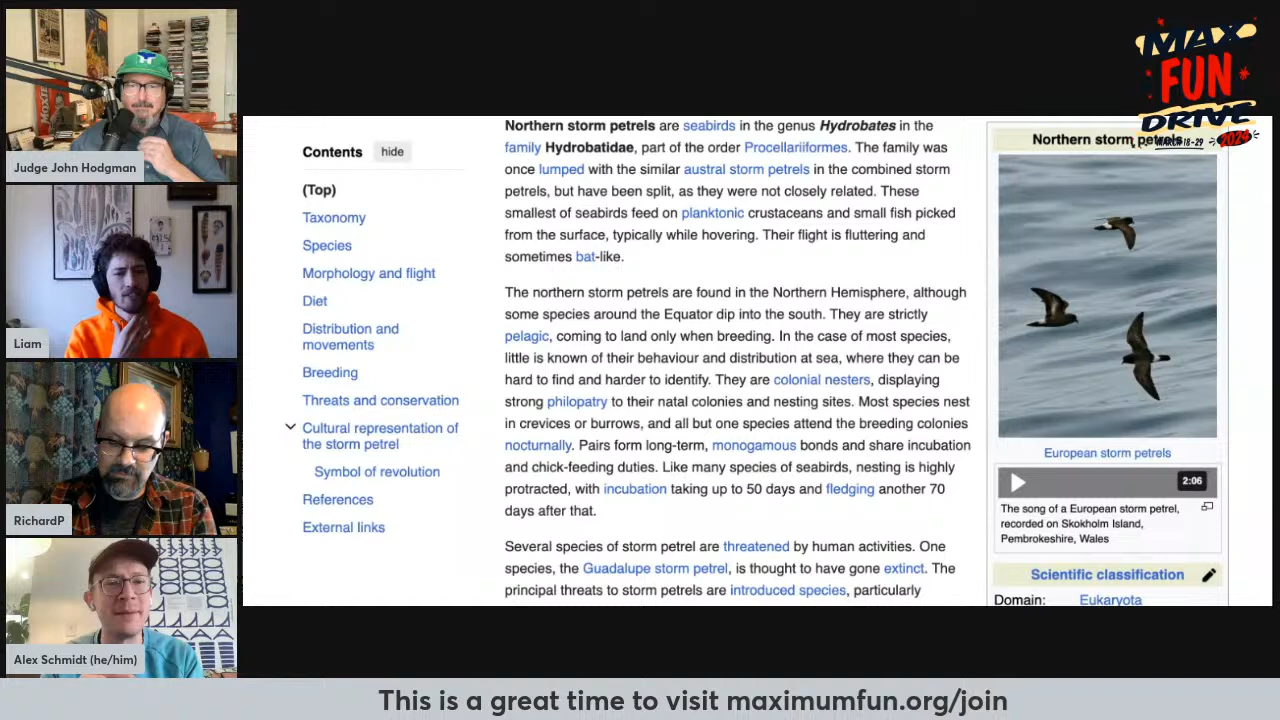 MAX
FUN
DRIVE
MARCH 18-29
2024
Judge John Hodgman
Liam
RichardP
Alex Schmidt (he/him)
Contents
hide
(Top)
Taxonomy
Species
Morphology and flight
Diet
Distribution and
movements
Breeding
Threats and conservation
Cultural representation of
the storm petrel
Symbol of revolution
References
External links
Northern storm petrels are seabirds in the genus Hydrobates in the
family Hydrobatidae, part of the order Procellariiformes. The family was
once lumped with the similar austral storm petrels in the combined storm
petrels, but have been split, as they were not closely related. These
smallest of seabirds feed on planktonic crustaceans and small fish picked
from the surface, typically while hovering. Their flight is fluttering and
sometimes bat-like.
The northern storm petrels are found in the Northern Hemisphere, although
some species around the Equator dip into the south. They are strictly
pelagic, coming to land only when breeding. In the case of most species,
little is known of their behaviour and distribution at sea, where they can be
hard to find and harder to identify. They are colonial nesters, displaying
strong philopatry to their natal colonies and nesting sites. Most species nest
in crevices or burrows, and all but one species attend the breeding colonies
nocturnally. Pairs form long-term, monogamous bonds and share incubation
and chick-feeding duties. Like many species of seabirds, nesting is highly
protracted, with incubation taking up to 50 days and fledging another 70
days after that.
Several species of storm petrel are threatened by human activities. One
species, the Guadalupe storm petrel, is thought to have gone extinct. The
principal threats to storm petrels are introduced species, particularly
Northern storm petrels
European storm petrels
2:06
The song of a European storm petrel,
recorded on Skokholm Island,
Pembrokeshire, Wales
Scientific classification
Domain: Eukaryota
This is a great time to visit maximumfun.org/join